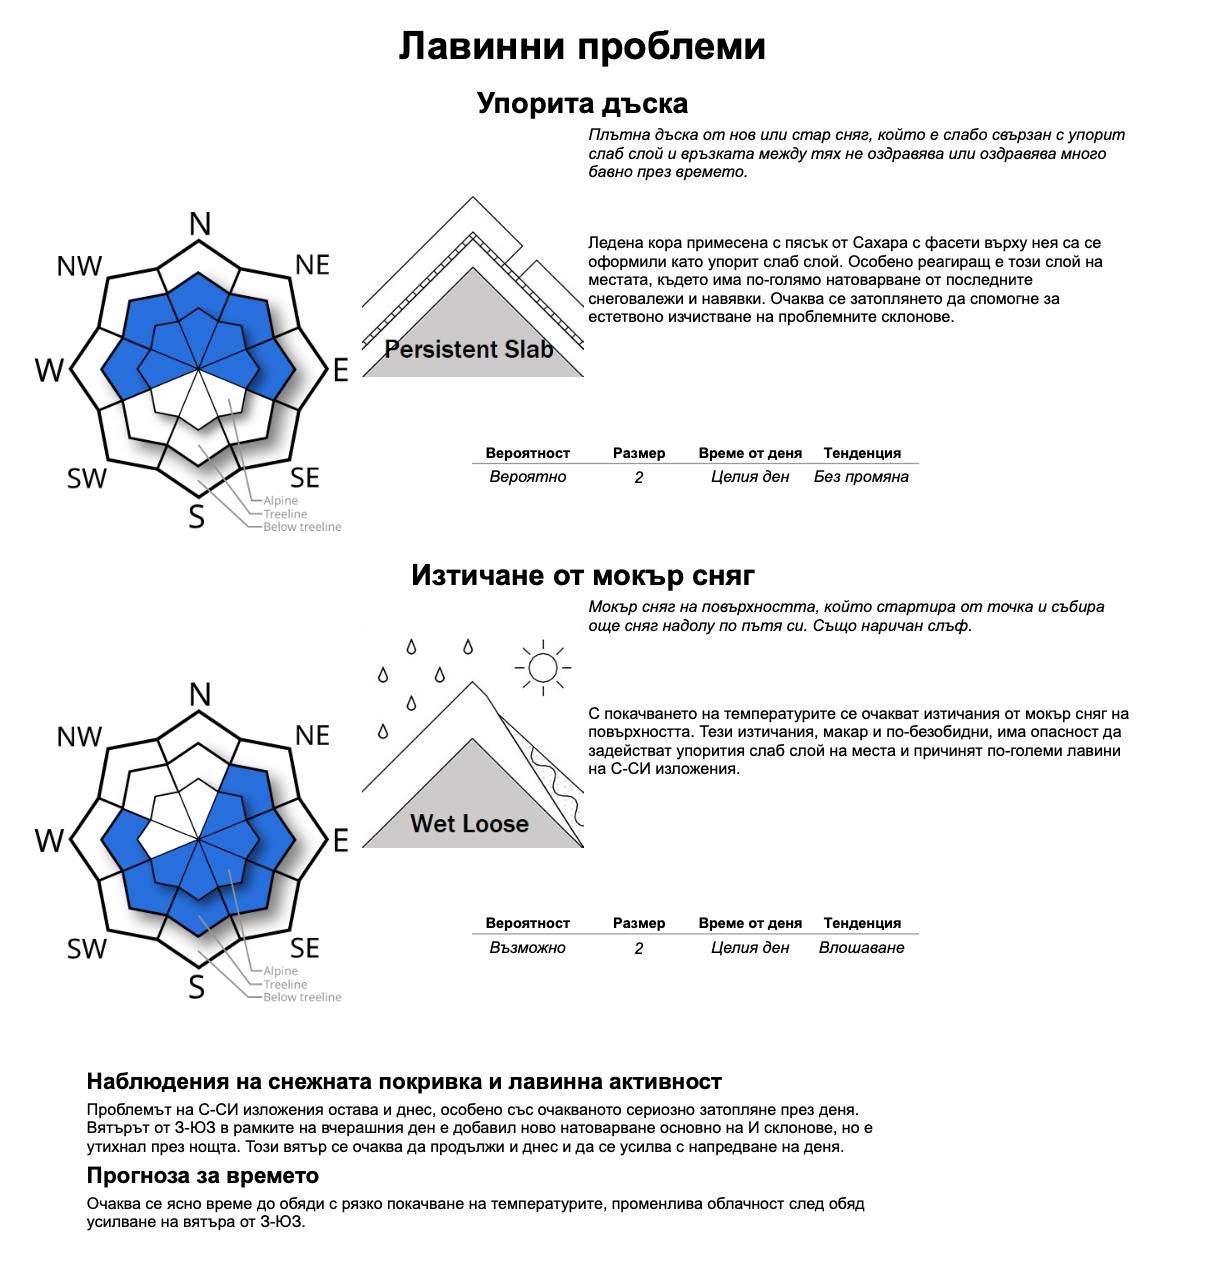 Лавинни проблеми
Упорита дъска
Плътна дъска от нов или стар сняг, който е слабо свързан с упорит
слаб слой и връзката между тях не оздравява или оздравява много
бавно през времето.
N
NW
NE
W
E
SW
SE
S
Alpine
Treeline
Below treeline
Persistent Slab
Ледена кора примесена с пясък от Сахара с фасети върху нея са се
оформили като упорит слаб слой. Особено реагиращ е този слой на
местата, където има по-голямо натоварване от последните
снеговалежи и навявки. Очаква се затоплянето да спомогне за
естетвоно изчистване на проблемните склонове.
Вероятност Размер Време от деня Тенденция
Вероятно 2 Целия ден Без промяна
Изтичане от мокър сняг
Мокър сняг на повърхността, който стартира от точка и събира
още сняг надолу по пътя си. Също наричан слъф.
N
NW
NE
W
E
SW
SE
S
Alpine
Treeline
Below treeline
Wet Loose
С покачването на температурите се очакват изтичания от мокър сняг на
повърхността. Тези изтичания, макар и по-безобидни, има опасност да
задействат упорития слаб слой на места и причинят по-големи лавини
на С-СИ изложения.
Вероятност Размер Време от деня Тенденция
Възможно 2 Целия ден Влошаване
Наблюдения на снежната покривка и лавинна активност
Проблемът на С-СИ изложения остава и днес, особено със очакваното сериозно затопляне през деня.
Вятърът от З-ЮЗ в рамките на вчерашния ден е добавил ново натоварване основно на И склонове, но е
утихнал през нощта. Този вятър се очаква да продължи и днес и да се усилва с напредване на деня.
Прогноза за времето
Очаква се ясно време до обяди с рязко покачване на температурите, променлива облачност след обяд
усилване на вятъра от З-ЮЗ.